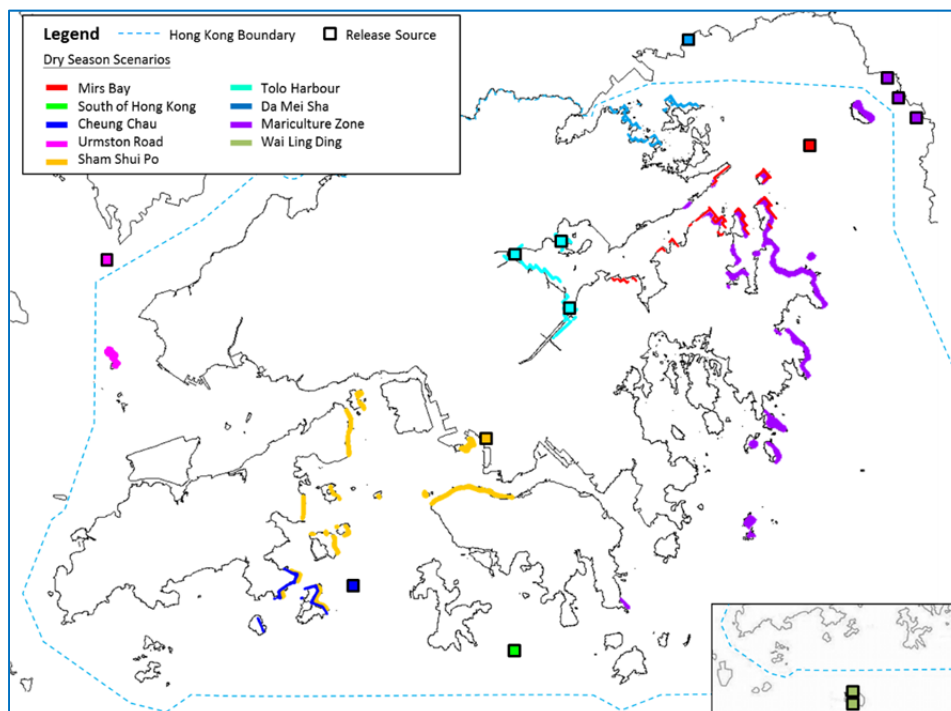 Legend Hong Kong Boundary Release Source
Dry Season Scenarios
Mirs Bay Tolo Harbour
South of Hong Kong Da Mei Sha
Cheung Chau Mariculture Zone
Urmston Road Wai Ling Ding
Sham Shui Po